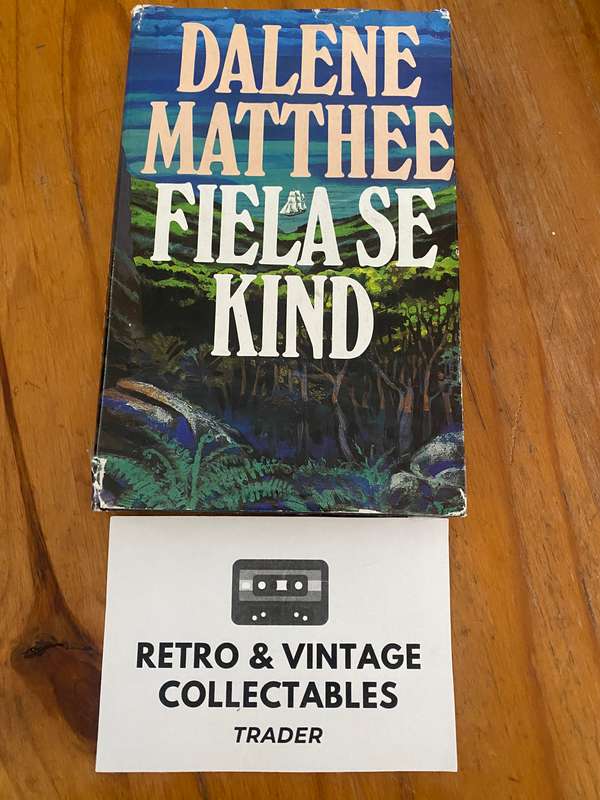 DALENE
MATTHEE
FIELA SE
KIND
RETRO & VINTAGE
COLLECTABLES
TRADER